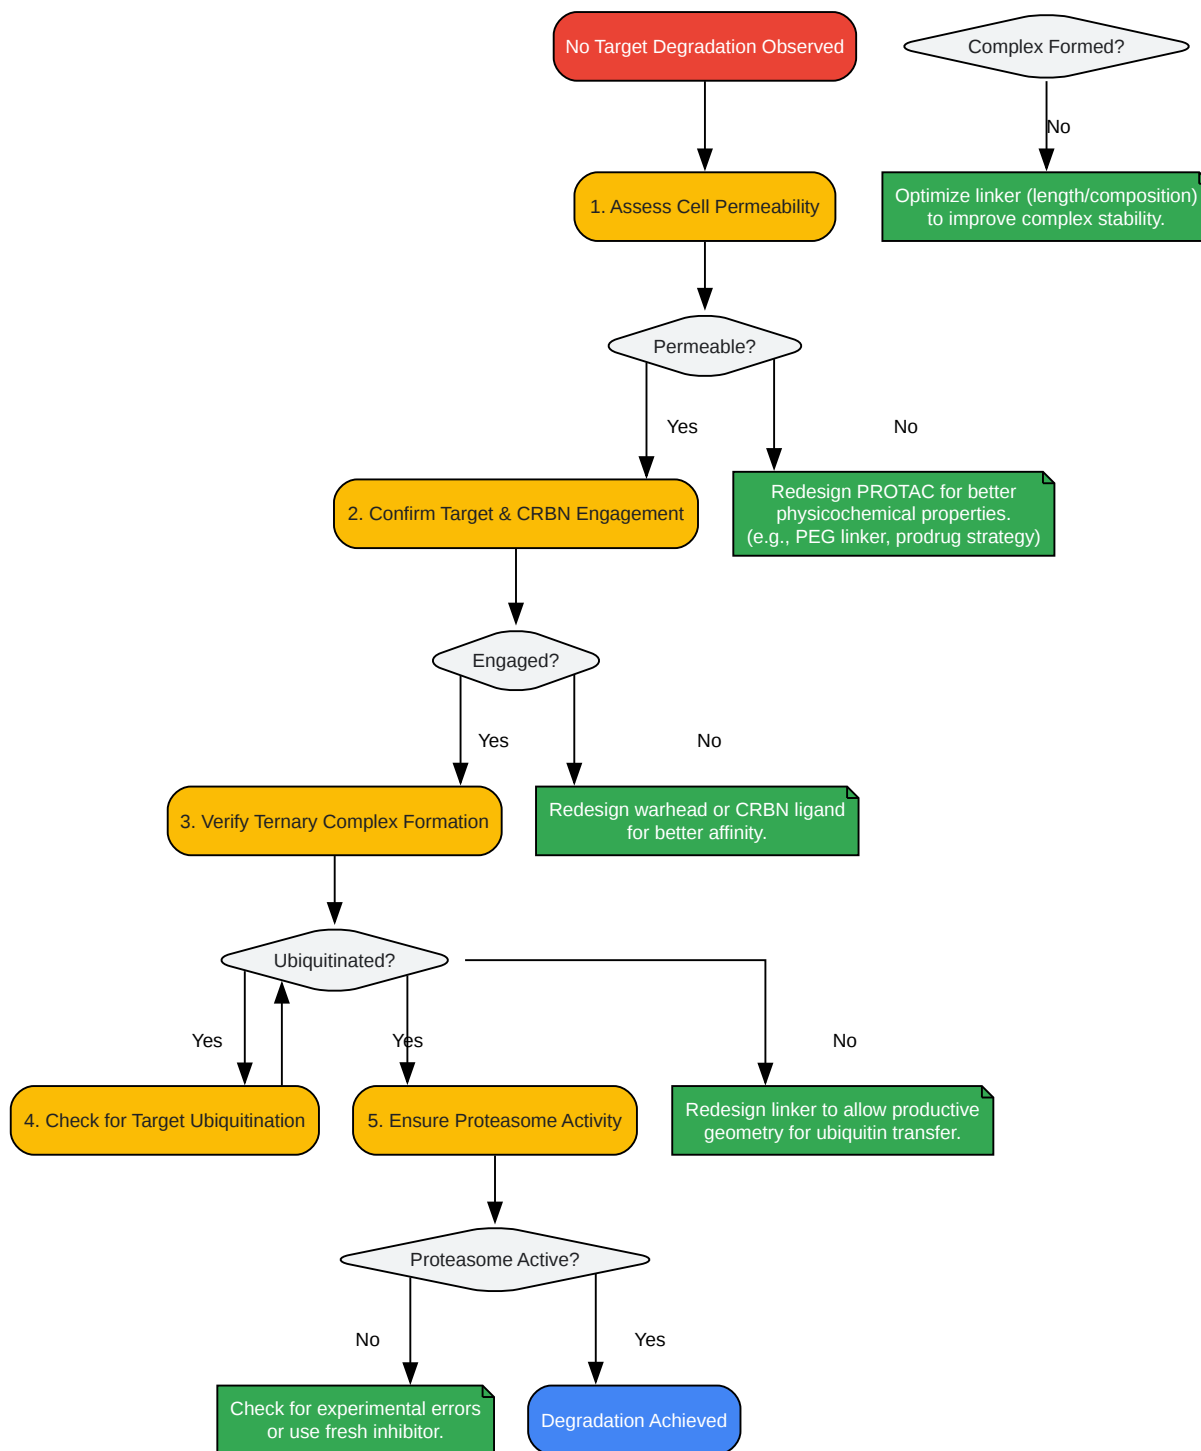 No Target Degradation Observed
Complex Formed?
No
1. Assess Cell Permeability
Optimize linker (length/composition)
to improve complex stability.
Permeable?
Yes
No
2. Confirm Target & CRBN Engagement
Redesign PROTAC for better
physicochemical properties.
(e.g., PEG linker, prodrug strategy)
Engaged?
Yes
No
3. Verify Ternary Complex Formation
Redesign warhead or CRBN ligand
for better affinity.
Ubiquitinated?
Yes
Yes
No
4. Check for Target Ubiquitination
5. Ensure Proteasome Activity
Redesign linker to allow productive
geometry for ubiquitin transfer.
Proteasome Active?
No
Yes
Check for experimental errors
or use fresh inhibitor.
Degradation Achieved